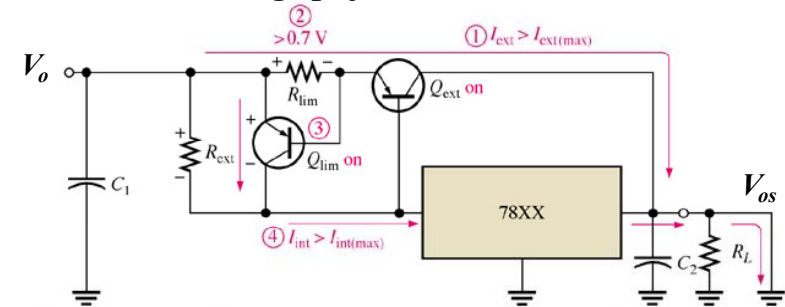 ②
>0.7 V
① I_ext > I_ext(max)
V_o
+ −
R_lim
Q_ext on
+
③
+
R_ext
−
Q_lim on
−
C_1
78XX
V_os
④ I_int > I_int(max)
C_2
R_L